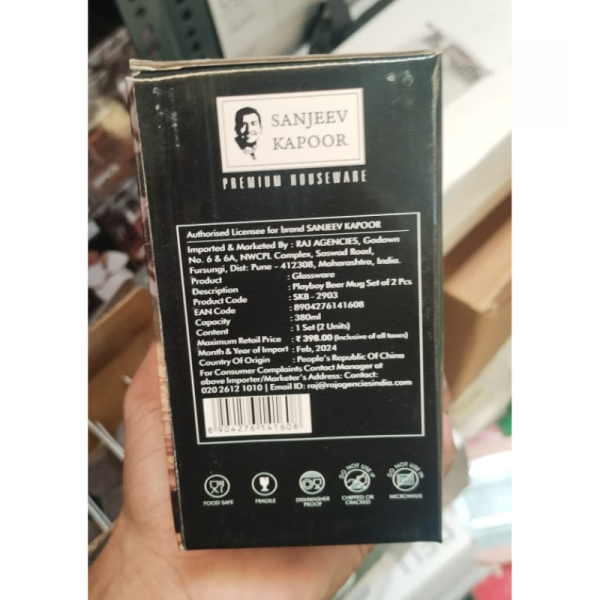 SANJEEV
KAPOOR
PREMIUM HOUSEWARE
Authorised Licensee for brand SANJEEV KAPOOR
Imported & Marketed By : RAJ AGENCIES, Godown
No. 6 & 6A, NWCPL Complex, Saswad Road,
Fursungi, Dist: Pune - 412308, Maharashtra, India.
Product : Glassware
Description : Playboy Beer Mug Set of 2 Pcs
Product Code : SKB - 2903
EAN Code : 8904276141608
Capacity : 380ml
Content : 1 Set (2 Units)
Maximum Retail Price : ₹ 398.00 (Inclusive of all taxes)
Month & Year of Import : Feb, 2024
Country Of Origin : People's Republic Of China
For Consumer Complaints Contact Manager at
above Importer/Marketer's Address: Contact:
020 2612 1010 | Email ID: raj@rajagenciesindia.com
8 904276 141608
FOOD SAFE
FRAGILE
DISHWASHER
PROOF
DO NOT USE IF
CHIPPED OR
CRACKED
DO NOT USE IN
MICROWAVE